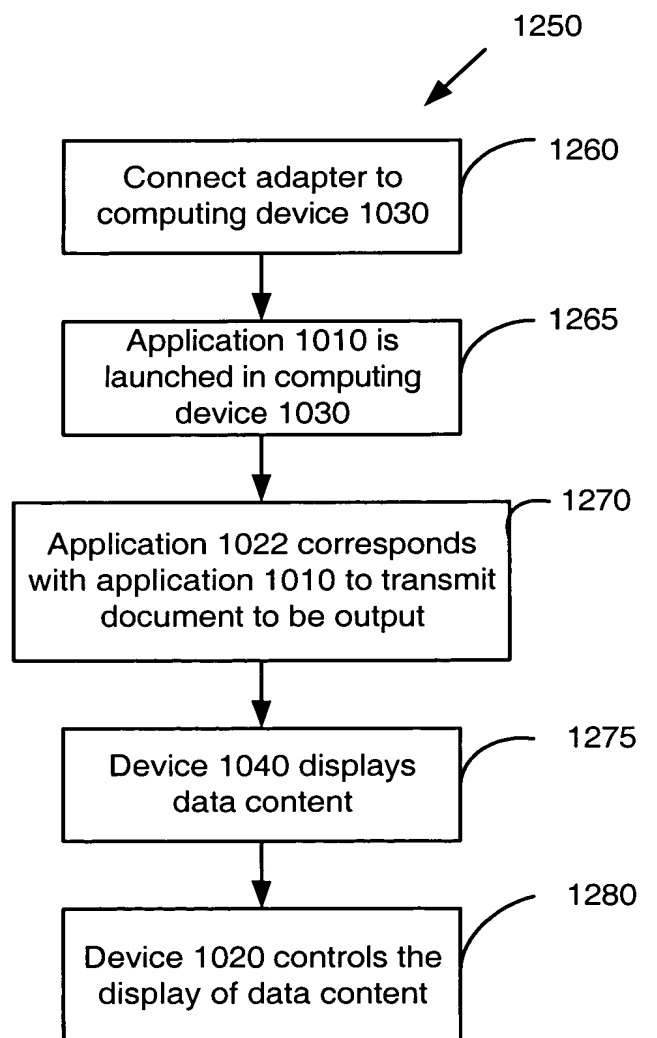 1250
1260
Connect adapter to
computing device 1030
1265
Application 1010 is
launched in computing
device 1030
1270
Application 1022 corresponds
with application 1010 to transmit
document to be output
1275
Device 1040 displays
data content
1280
Device 1020 controls the
display of data content